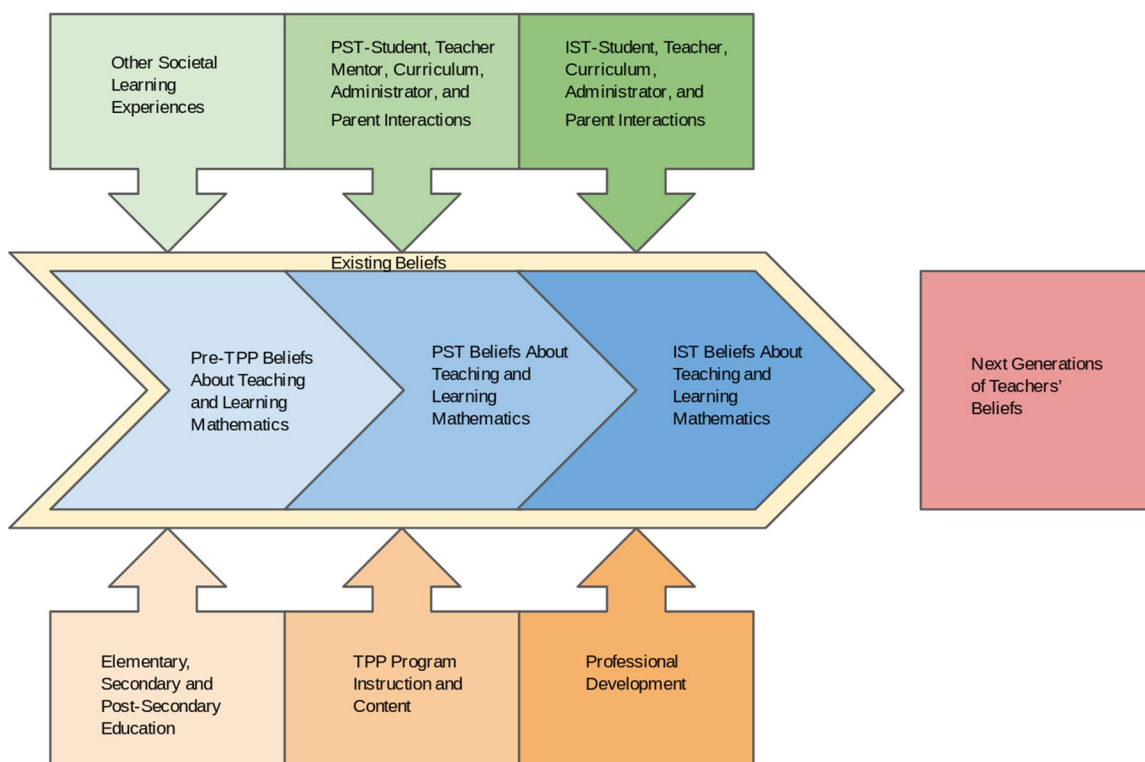 Other Societal
Learning
Experiences
PST-Student, Teacher
Mentor, Curriculum,
Administrator, and
Parent Interactions
IST-Student, Teacher,
Curriculum,
Administrator, and
Parent Interactions
Existing Beliefs
Pre-TPP Beliefs
About Teaching
and Learning
Mathematics
PST Beliefs About
Teaching and
Learning
Mathematics
IST Beliefs About
Teaching and
Learning
Mathematics
Next Generations
of Teachers’
Beliefs
Elementary,
Secondary and
Post-Secondary
Education
TPP Program
Instruction and
Content
Professional
Development